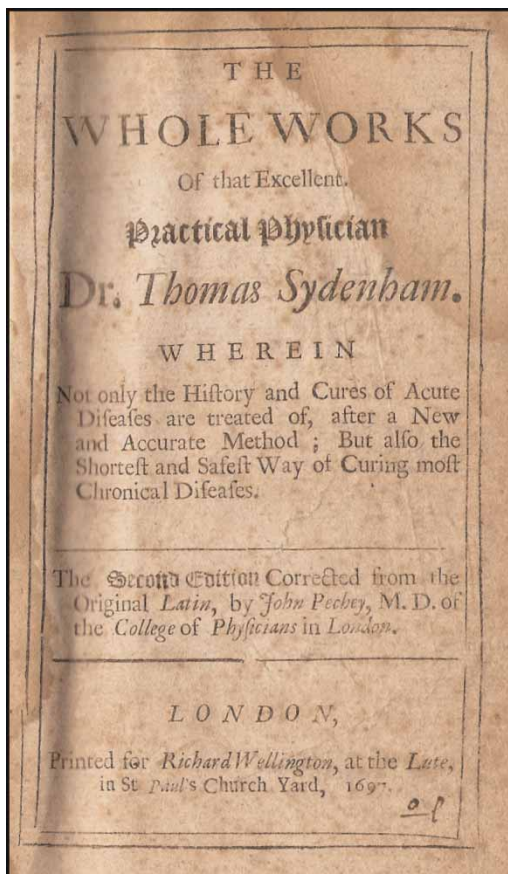 THE
WHOLE WORKS
Of that Excellent.
Practical Phyſician
Dr. Thomas Sydenham.
WHEREIN
Not only the Hiſtory and Cures of Acute
Diſeaſes are treated of, after a New
and Accurate Method ; But alſo the
Shorteſt and Safeſt Way of Curing moſt
Chronical Diſeaſes.
The Second Edition Corrected from the
Original Latin, by John Pechey, M. D. of
the College of Phyſicians in London.
LONDON,
Printed for Richard Wellington, at the Lute,
in St Paul's Church Yard, 1697.